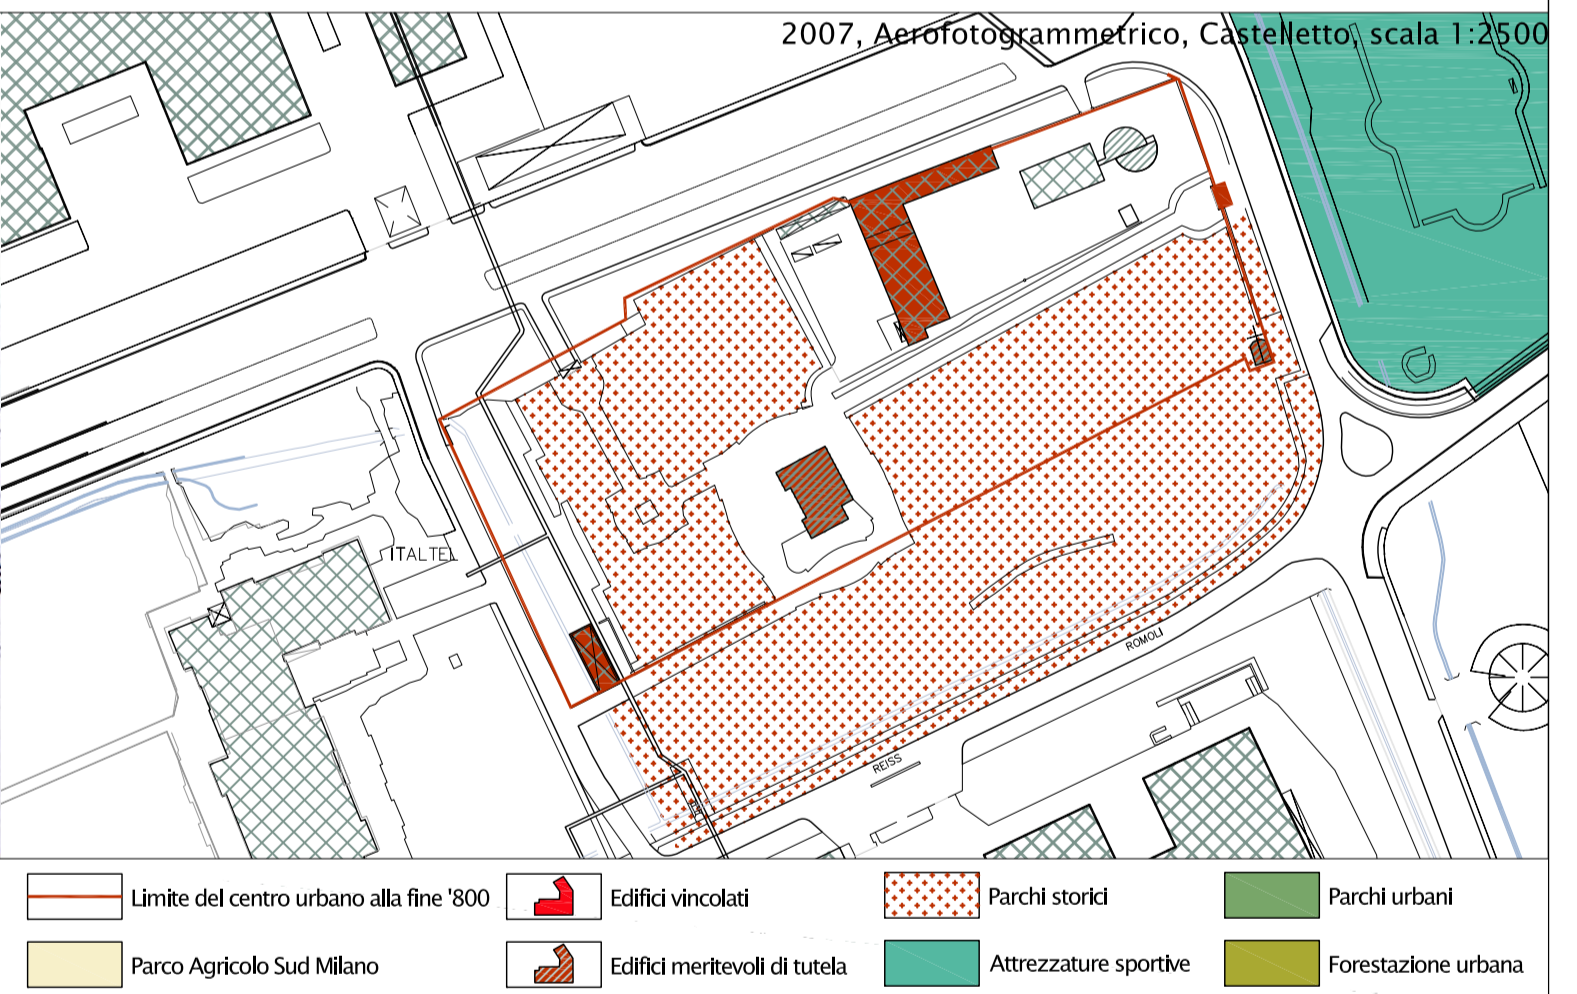 2007, Aerofotogrammetrico, Castelletto, scala 1:2500
ITALTEL
ROMOLI
REISS
Limite del centro urbano alla fine '800
Edifici vincolati
Parchi storici
Parchi urbani
Parco Agricolo Sud Milano
Edifici meritevoli di tutela
Attrezzature sportive
Forestazione urbana